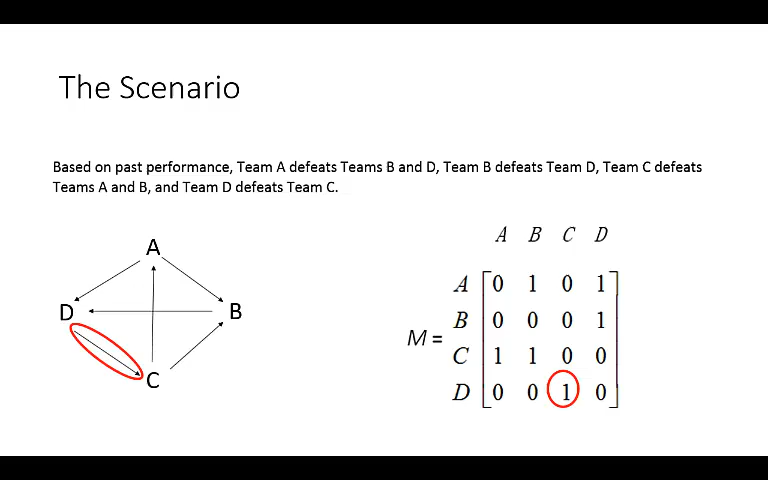 The Scenario
Based on past performance, Team A defeats Teams B and D, Team B defeats Team D, Team C defeats
Teams A and B, and Team D defeats Team C.
A
D
B
C
A B C D
A 0 1 0 1
B 0 0 0 1
M =
C 1 1 0 0
D 0 0 1 0